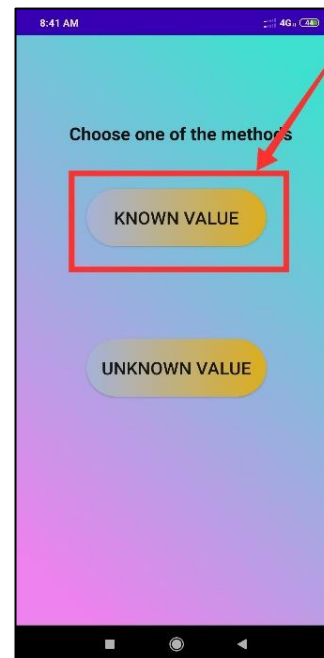 8:41 AM 4G
Choose one of the methods
KNOWN VALUE
UNKNOWN VALUE